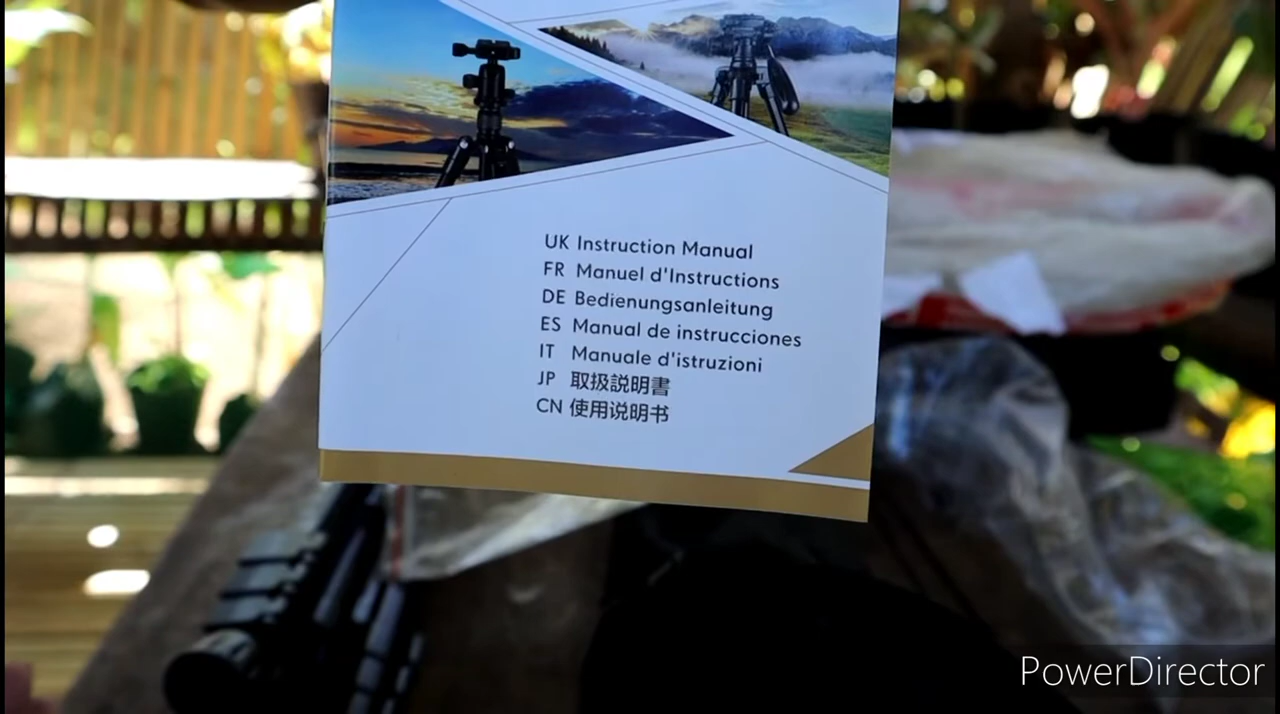 UK Instruction Manual
FR Manuel d'Instructions
DE Bedienungsanleitung
ES Manual de instrucciones
IT Manuale d'istruzioni
JP 取扱説明書
CN 使用说明书
PowerDirector